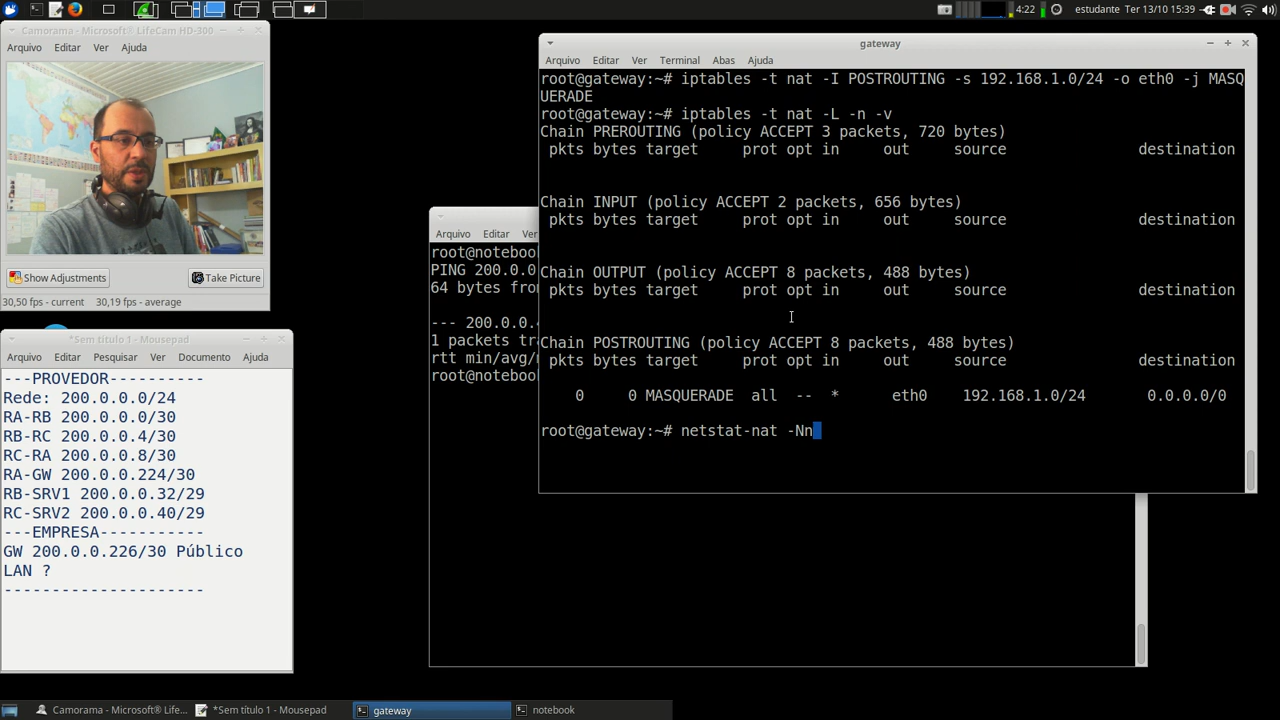 4:22 estudante Ter 13/10 15:39
Camorama - Microsoft® LifeCam HD-300
Arquivo Editar Ver Ajuda
Show Adjustments Take Picture
30,50 fps - current 30,19 fps - average
*Sem título 1 - Mousepad
Arquivo Editar Pesquisar Ver Documento Ajuda
---PROVEDOR----------
Rede: 200.0.0.0/24
RA-RB 200.0.0.0/30
RB-RC 200.0.0.4/30
RC-RA 200.0.0.8/30
RA-GW 200.0.0.224/30
RB-SRV1 200.0.0.32/29
RC-SRV2 200.0.0.40/29
---EMPRESA-----------
GW 200.0.0.226/30 Público
LAN ?
---------------------
Arquivo Editar Ver
root@notebook
PING 200.0.0
64 bytes from
--- 200.0.0.
1 packets tra
rtt min/avg/
root@notebook
gateway
Arquivo Editar Ver Terminal Abas Ajuda
root@gateway:~# iptables -t nat -I POSTROUTING -s 192.168.1.0/24 -o eth0 -j MASQ
UERADE
root@gateway:~# iptables -t nat -L -n -v
Chain PREROUTING (policy ACCEPT 3 packets, 720 bytes)
pkts bytes target prot opt in out source destination
Chain INPUT (policy ACCEPT 2 packets, 656 bytes)
pkts bytes target prot opt in out source destination
Chain OUTPUT (policy ACCEPT 8 packets, 488 bytes)
pkts bytes target prot opt in out source destination
Chain POSTROUTING (policy ACCEPT 8 packets, 488 bytes)
pkts bytes target prot opt in out source destination
0 0 MASQUERADE all -- * eth0 192.168.1.0/24 0.0.0.0/0
root@gateway:~# netstat-nat -Nn
Camorama - Microsoft® Life... *Sem título 1 - Mousepad gateway notebook